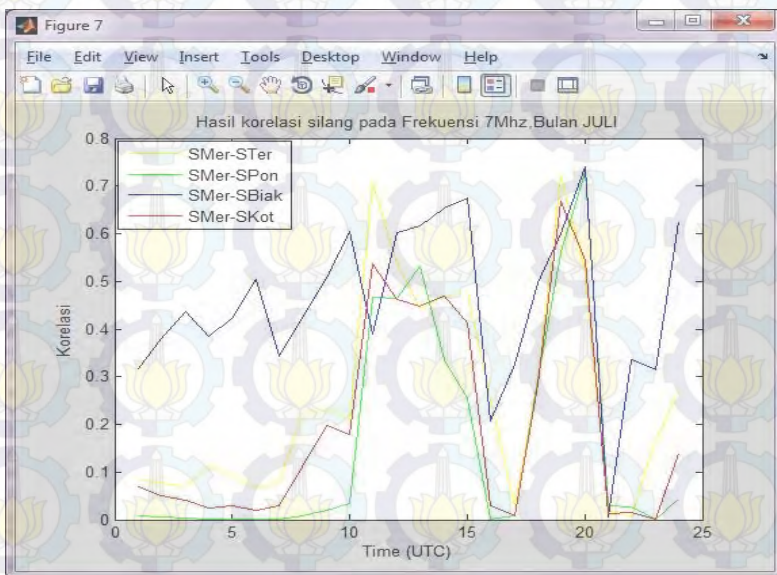 Figure 7
File Edit View Insert Tools Desktop Window Help
Hasil korelasi silang pada Frekuensi 7Mhz,Bulan JULI
SMer-STer
SMer-SPon
SMer-SBiak
SMer-SKot
Korelasi
0.8
0.7
0.6
0.5
0.4
0.3
0.2
0.1
0
0 5 10 15 20 25
Time (UTC)